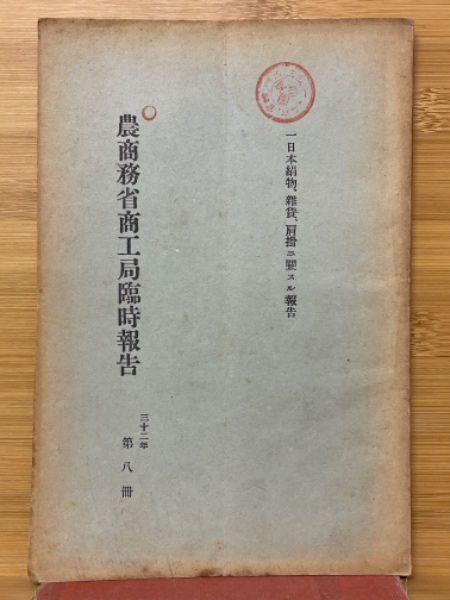 一日本絹物、雜貨、肩掛ニ關スル報告
農商務省商工局臨時報告
三十二年
第八冊